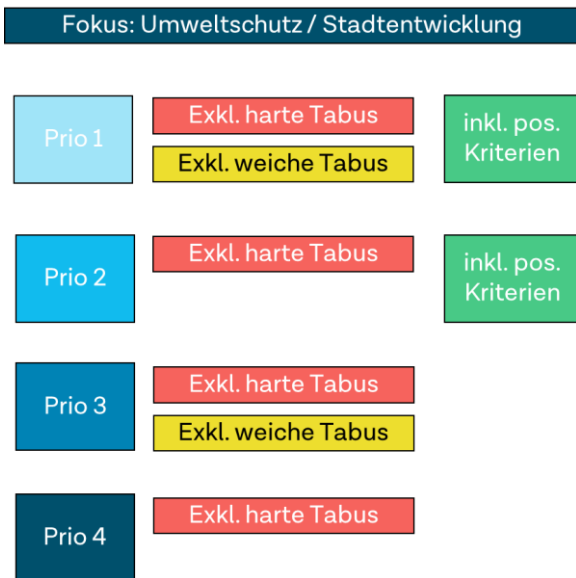 Fokus: Umweltschutz / Stadtentwicklung
Prio 1
Exkl. harte Tabus
Exkl. weiche Tabus
inkl. pos.
Kriterien
Prio 2
Exkl. harte Tabus
inkl. pos.
Kriterien
Prio 3
Exkl. harte Tabus
Exkl. weiche Tabus
Prio 4
Exkl. harte Tabus